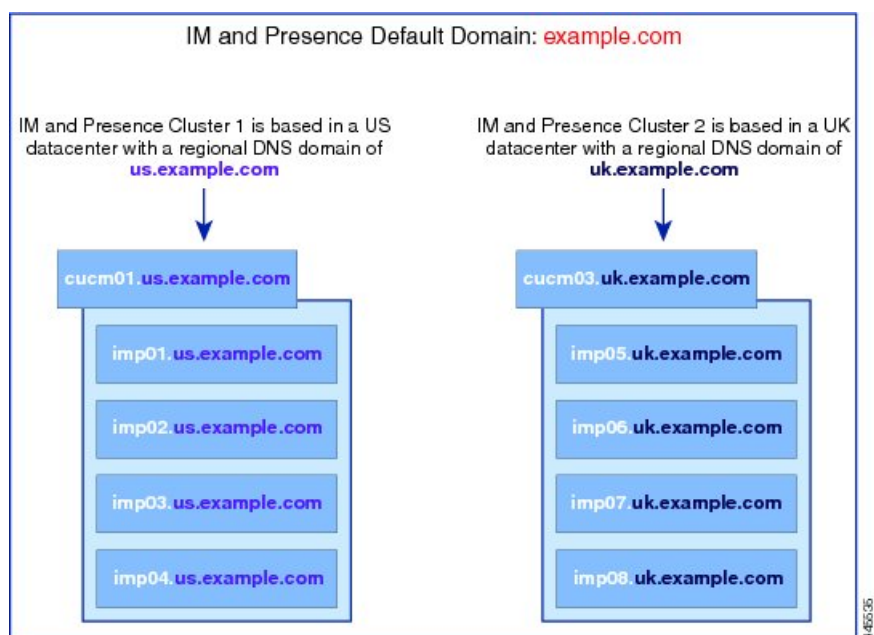 IM and Presence Default Domain: example.com
IM and Presence Cluster 1 is based in a US
datacenter with a regional DNS domain of
us.example.com
cucm01.us.example.com
imp01.us.example.com
imp02.us.example.com
imp03.us.example.com
imp04.us.example.com
IM and Presence Cluster 2 is based in a UK
datacenter with a regional DNS domain of
uk.example.com
cucm03.uk.example.com
imp05.uk.example.com
imp06.uk.example.com
imp07.uk.example.com
imp08.uk.example.com